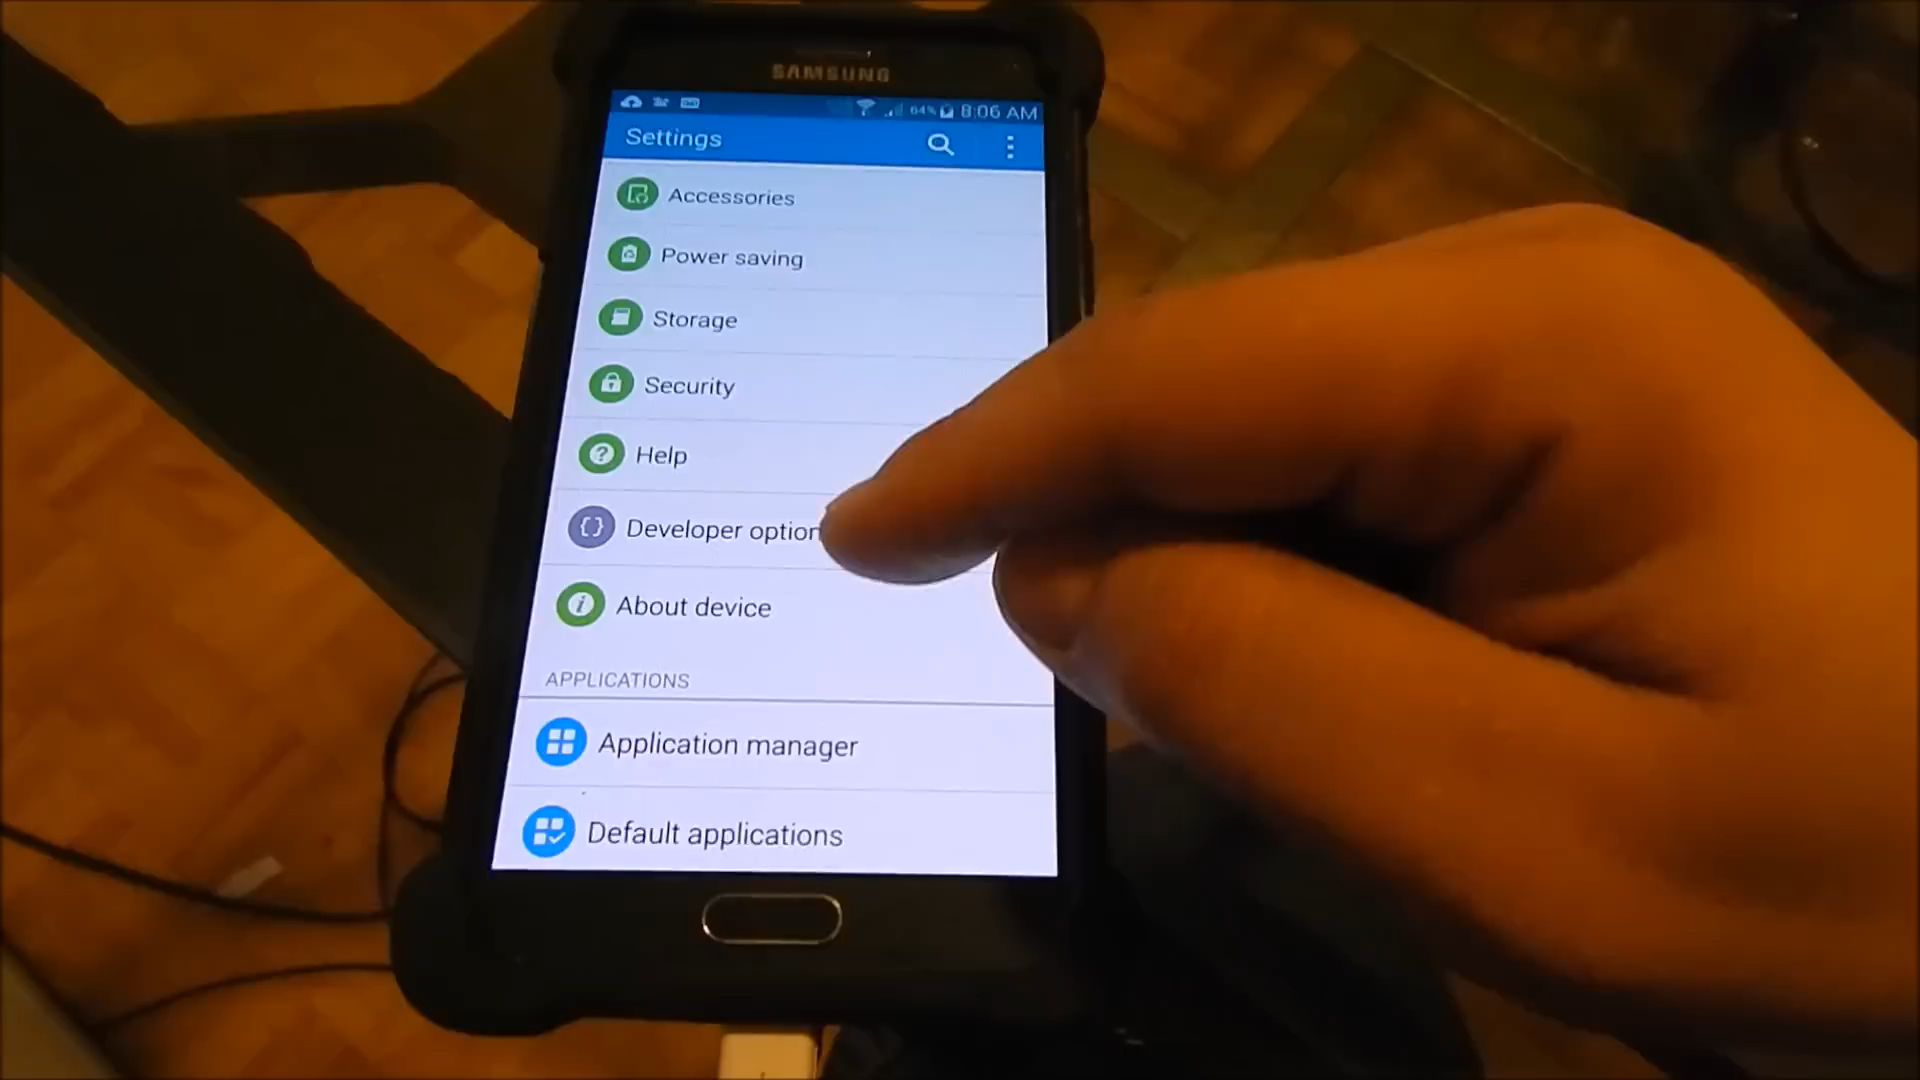 SAMSUNG
64% 8:06 AM
Settings
Accessories
Power saving
Storage
Security
Help
Developer option
About device
APPLICATIONS
Application manager
Default applications